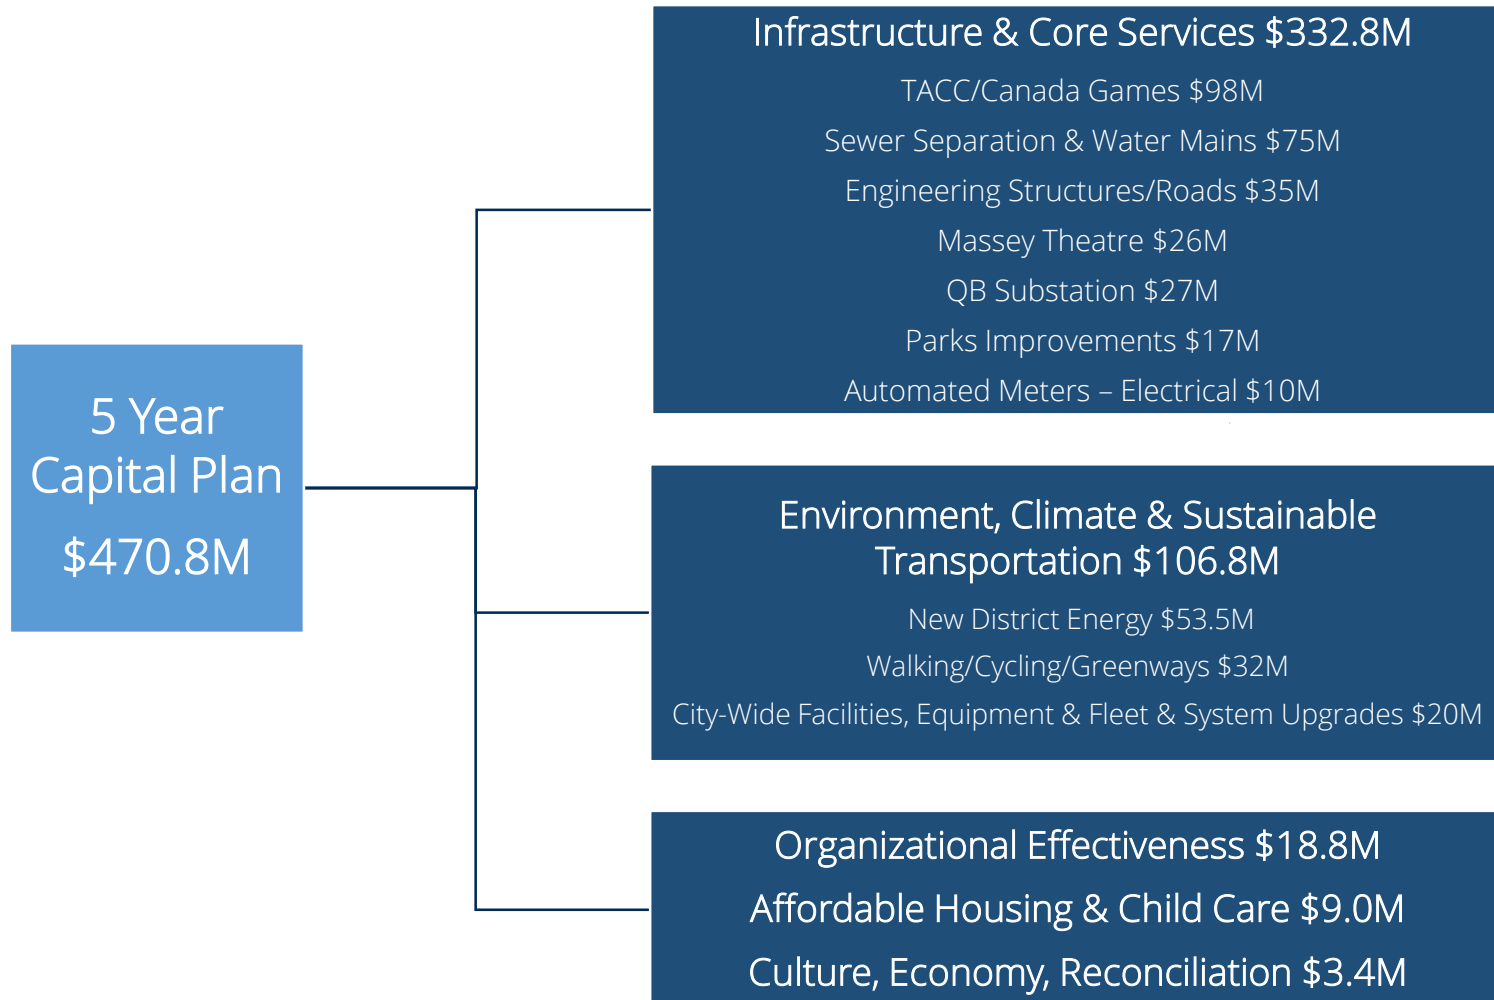 5 Year
Capital Plan
$470.8M
Infrastructure & Core Services $332.8M
TACC/Canada Games $98M
Sewer Separation & Water Mains $75M
Engineering Structures/Roads $35M
Massey Theatre $26M
QB Substation $27M
Parks Improvements $17M
Automated Meters – Electrical $10M
Environment, Climate & Sustainable
Transportation $106.8M
New District Energy $53.5M
Walking/Cycling/Greenways $32M
City-Wide Facilities, Equipment & Fleet & System Upgrades $20M
Organizational Effectiveness $18.8M
Affordable Housing & Child Care $9.0M
Culture, Economy, Reconciliation $3.4M